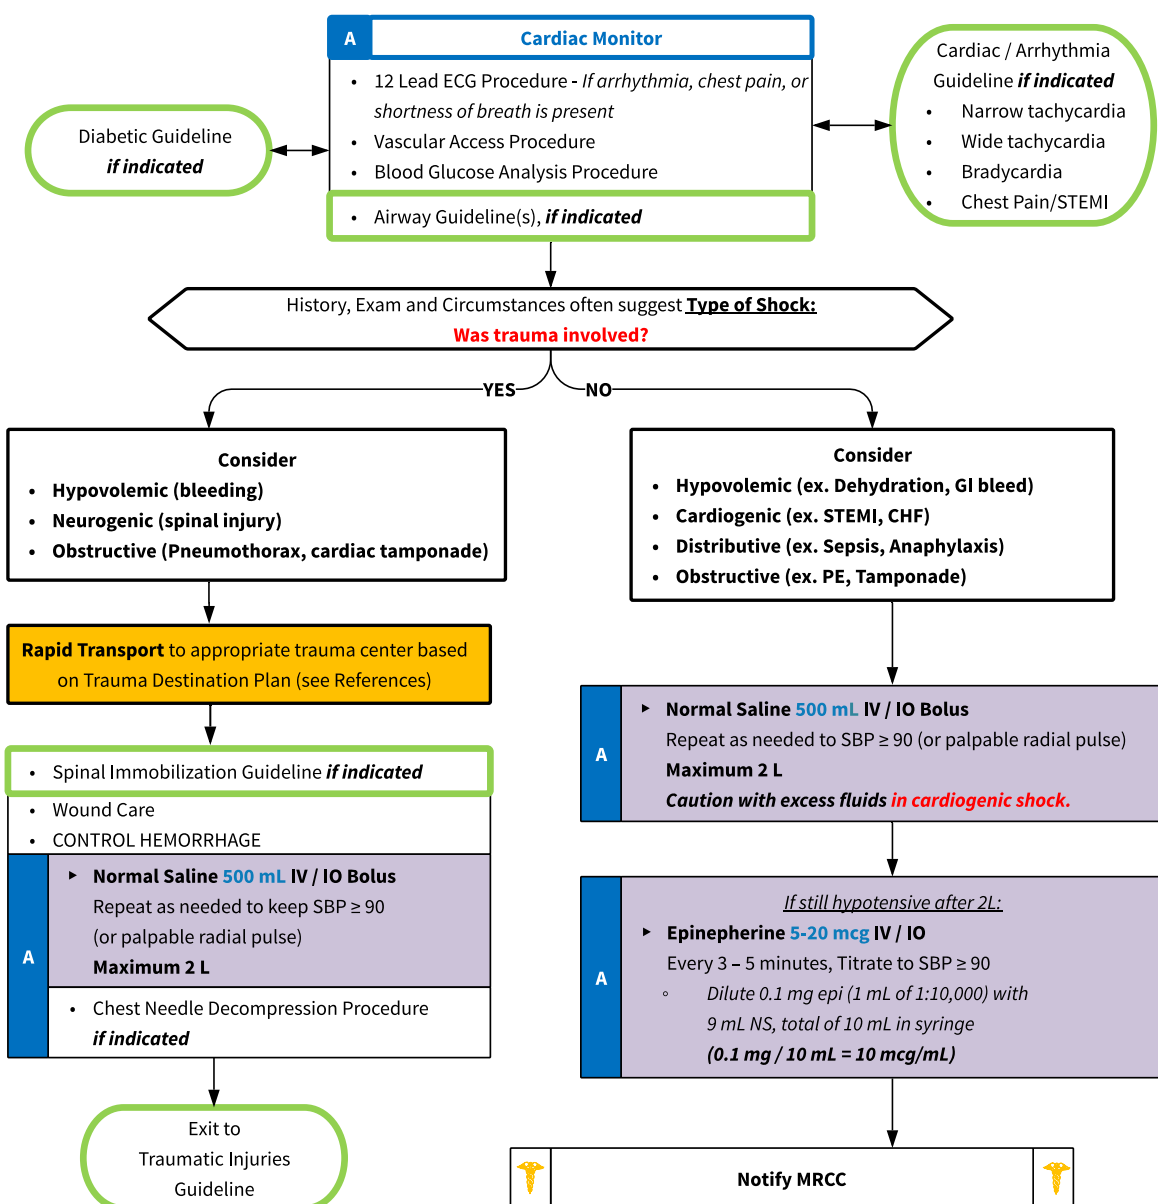 A
Cardiac Monitor
• 12 Lead ECG Procedure - If arrhythmia, chest pain, or
shortness of breath is present
• Vascular Access Procedure
• Blood Glucose Analysis Procedure
• Airway Guideline(s), if indicated
Diabetic Guideline
if indicated
Cardiac / Arrhythmia
Guideline if indicated
• Narrow tachycardia
• Wide tachycardia
• Bradycardia
• Chest Pain/STEMI
History, Exam and Circumstances often suggest Type of Shock:
Was trauma involved?
YES
NO
Consider
• Hypovolemic (bleeding)
• Neurogenic (spinal injury)
• Obstructive (Pneumothorax, cardiac tamponade)
Rapid Transport to appropriate trauma center based
on Trauma Destination Plan (see References)
• Spinal Immobilization Guideline if indicated
• Wound Care
• CONTROL HEMORRHAGE
A
▸ Normal Saline 500 mL IV / IO Bolus
Repeat as needed to keep SBP ≥ 90
(or palpable radial pulse)
Maximum 2 L
• Chest Needle Decompression Procedure
if indicated
Exit to
Traumatic Injuries
Guideline
Consider
• Hypovolemic (ex. Dehydration, GI bleed)
• Cardiogenic (ex. STEMI, CHF)
• Distributive (ex. Sepsis, Anaphylaxis)
• Obstructive (ex. PE, Tamponade)
A
▸ Normal Saline 500 mL IV / IO Bolus
Repeat as needed to SBP ≥ 90 (or palpable radial pulse)
Maximum 2 L
Caution with excess fluids in cardiogenic shock.
A
If still hypotensive after 2L:
▸ Epinepherine 5-20 mcg IV / IO
Every 3 – 5 minutes, Titrate to SBP ≥ 90
◦ Dilute 0.1 mg epi (1 mL of 1:10,000) with
9 mL NS, total of 10 mL in syringe
(0.1 mg / 10 mL = 10 mcg/mL)
Notify MRCC